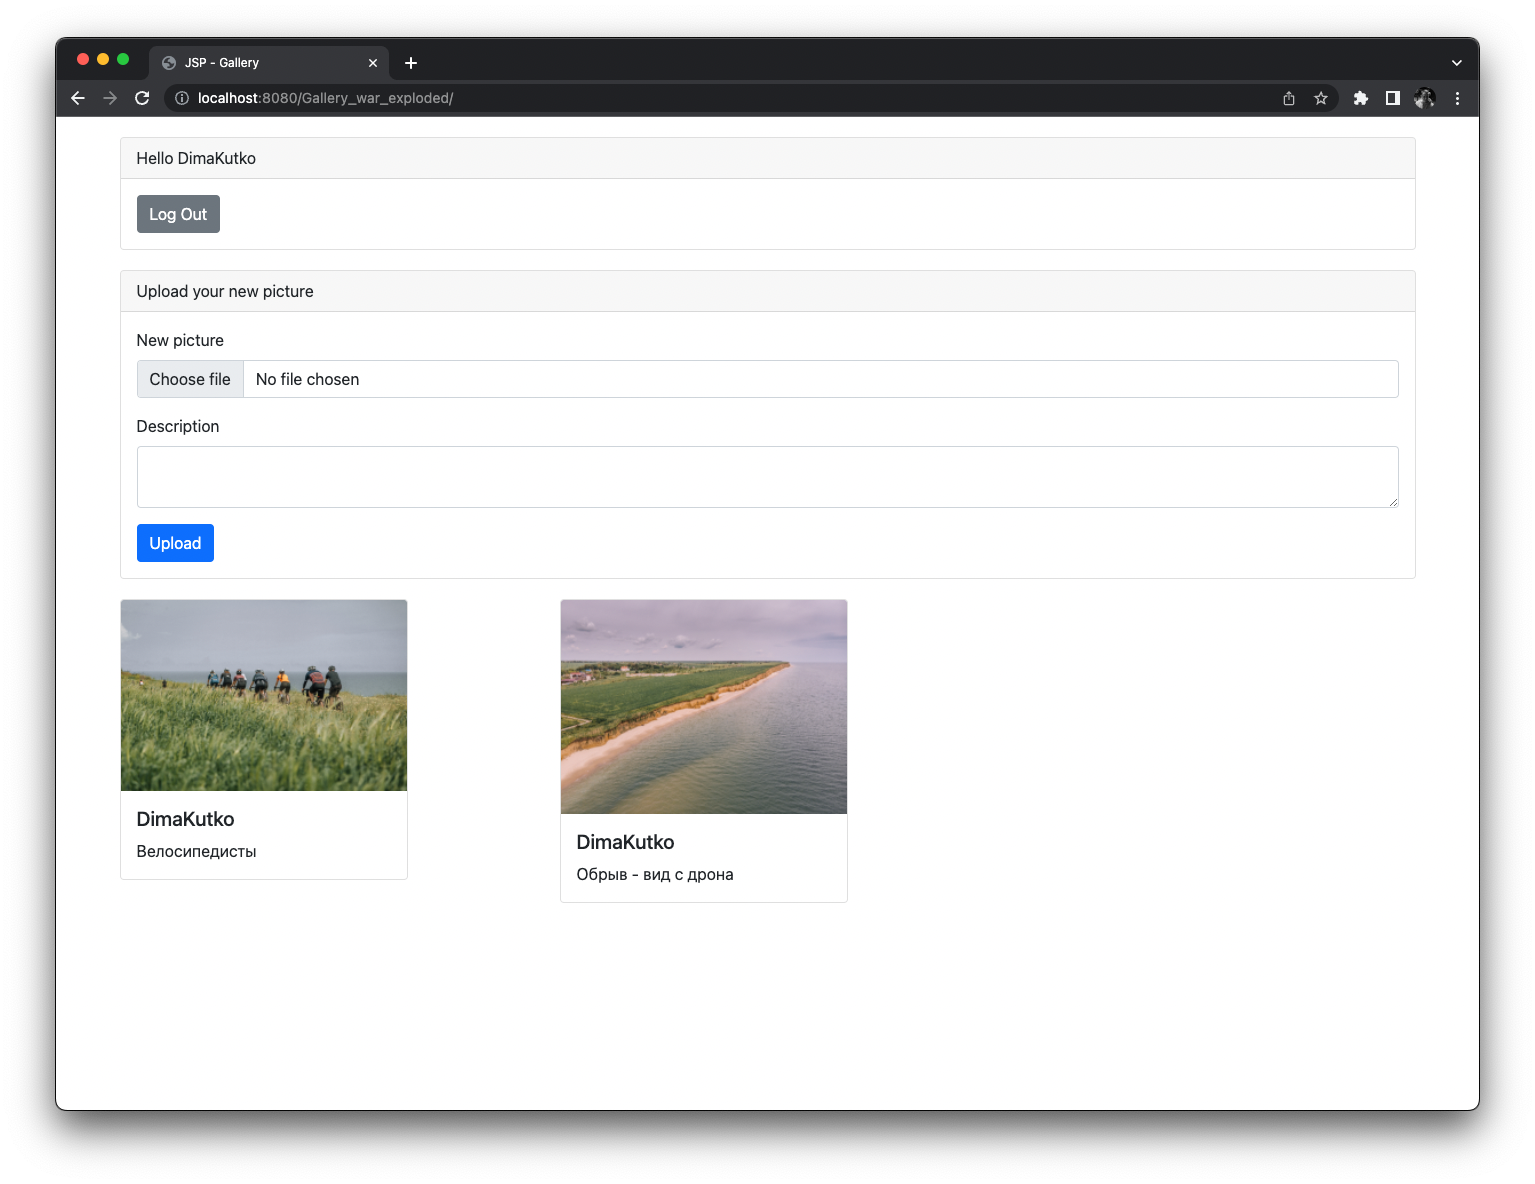 JSP - Gallery
localhost:8080/Gallery_war_exploded/
Hello DimaKutko
Log Out
Upload your new picture
New picture
Choose file No file chosen
Description
Upload
DimaKutko
Велосипедисты
DimaKutko
Обрыв - вид с дрона